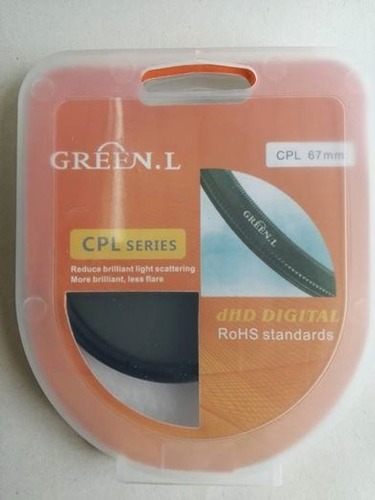 GREEN.L
CPL 67mm
GREEN.L
CPL SERIES
Reduce brilliant light scattering
More brilliant, less flare
dHD DIGITAL
RoHS standards